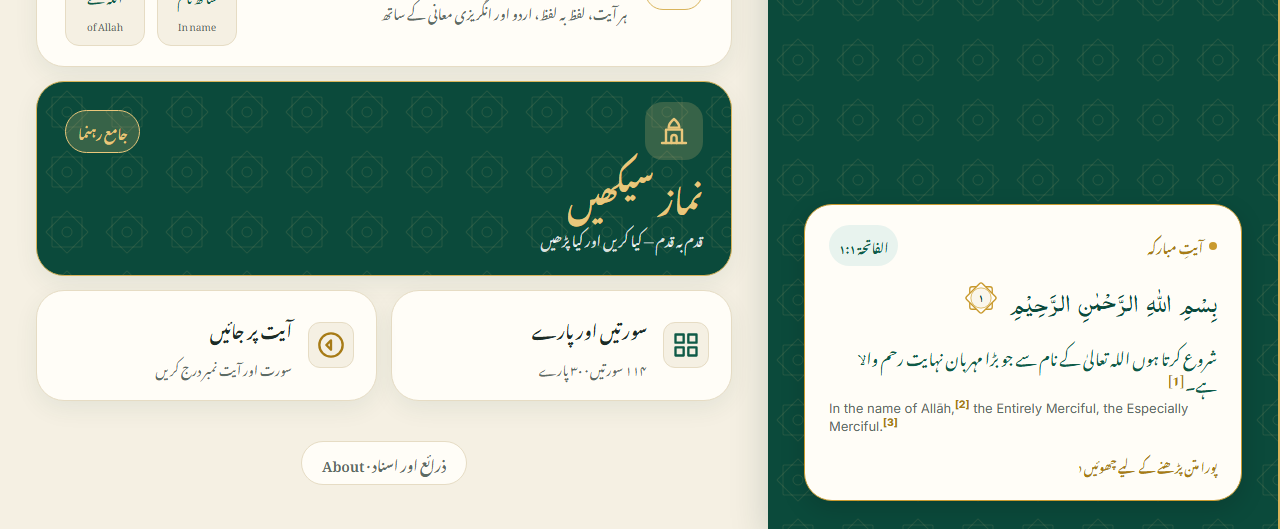 of Allah
In name
ہر آیت، لفظ بہ لفظ، اردو اور انگریزی معانی کے ساتھ
جامع رہنما
نماز سیکھیں
قدم بہ قدم — کیا کریں اور کیا پڑھیں
سورتیں اور پارے
۱۱۴ سورتیں · ۳۰ پارے
آیت پر جائیں
سورت اور آیت نمبر درج کریں
ذرائع اور اسناد · About
آیتِ مبارکہ
الفاتحة ۱:۱
بِسْمِ اللّٰهِ الرَّحْمٰنِ الرَّحِيْمِ ۱
شروع کرتا ہوں اللہ تعالیٰ کے نام سے جو بڑا مہربان نہایت رحم والا
ہے۔[1]
In the name of Allāh,[2] the Entirely Merciful, the Especially
Merciful.[3]
پورا متن پڑھنے کے لیے چھوئیں ‹